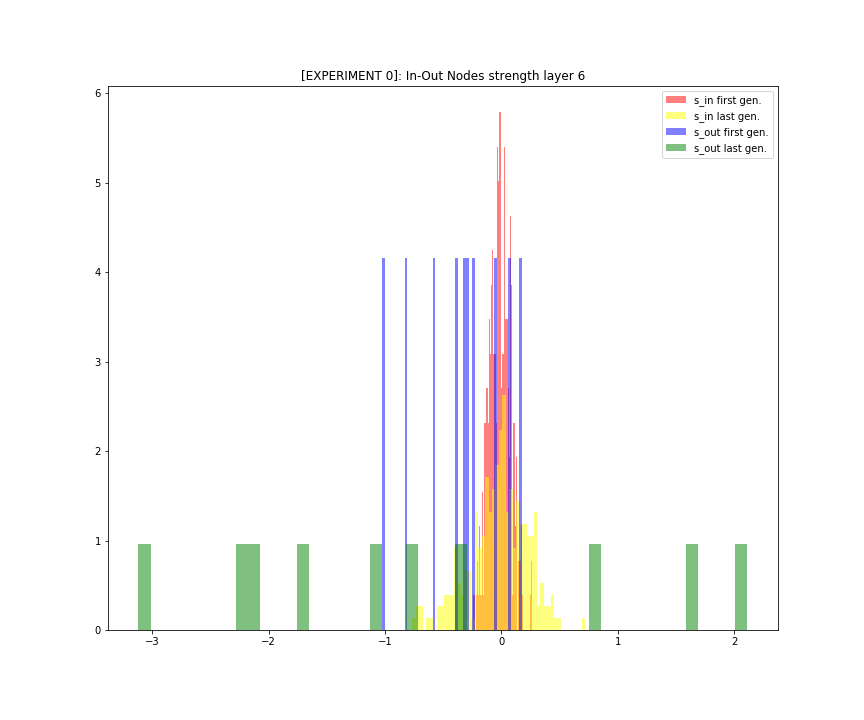 [EXPERIMENT 0]: In-Out Nodes strength layer 6
s_in first gen.
s_in last gen.
s_out first gen.
s_out last gen.
6
5
4
3
2
1
0
−3 −2 −1 0 1 2